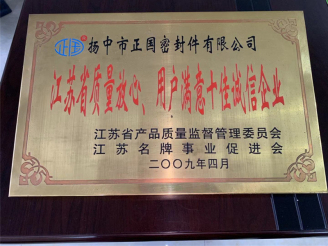 正国 扬中市正国密封件有限公司
江苏省质量放心、用户满意十佳诚信企业
江苏省产品质量监督管理委员会
江苏名牌事业促进会
二〇〇九年四月